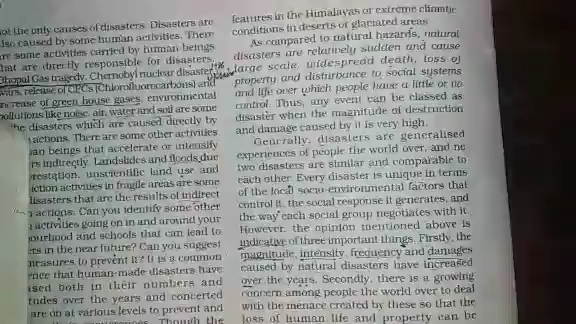 not the only causes of disasters. Disasters are
also caused by some human activities. There
are some activities carried by human beings
that are directly responsible for disasters.
Bhopal Gas tragedy, Chernobyl nuclear disaster,
wars, release of CFCs (Chlorofluorocarbons) and
increase of green house gases, environmental
pollutions like noise, air, water and soil are some
the disasters which are caused directly by
actions. There are some other activities
beings that accelerate or intensify
indirectly. Landslides and floods due
unscientific land use and
activities in fragile areas are some
disasters that are the results of indirect
actions. Can you identify some other
activities going on in and around your
and schools that can lead to
in the near future? Can you suggest
measures to prevent it? It is a common
that human-made disasters have
both in their numbers and
over the years and concerted
are on at various levels to prevent and
Though the
features in the Himalayas or extreme climatic
conditions in deserts or glaciated areas
As compared to natural hazards, natural
disasters are relatively sudden and cause
large scale, widespread death, loss of
property and disturbance to social systems
and life over which people have a little or no
control. Thus, any event can be classed as
disaster when the magnitude of destruction
and damage caused by it is very high.
Generally, disasters are generalised
experiences of people the world over, and no
two disasters are similar and comparable to
each other. Every disaster is unique in terms
of the local socio-environmental factors that
control it, the social response it generates, and
the way each social group negotiates with it.
However, the opinion mentioned above is
indicative of three important things. Firstly, the
magnitude, intensity, frequency and damages
caused by natural disasters have increased
over the years. Secondly, there is a growing
concern among people the world over to deal
with the menace created by these so that the
loss of human life and property can be